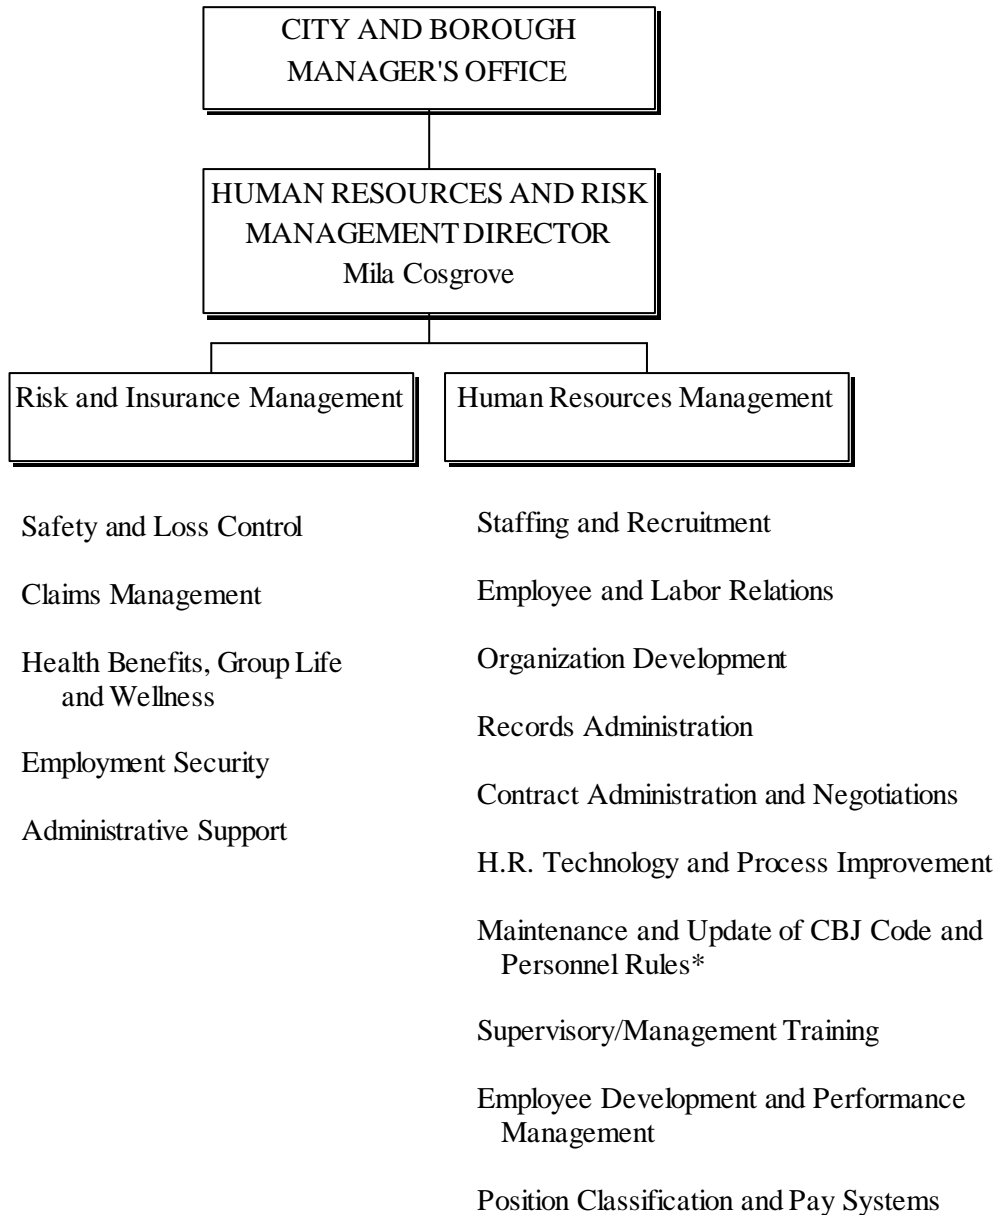 CITY AND BOROUGH
MANAGER'S OFFICE
HUMAN RESOURCES AND RISK
MANAGEMENT DIRECTOR
Mila Cosgrove
Risk and Insurance Management
Safety and Loss Control
Claims Management
Health Benefits, Group Life
and Wellness
Employment Security
Administrative Support
Human Resources Management
Staffing and Recruitment
Employee and Labor Relations
Organization Development
Records Administration
Contract Administration and Negotiations
H.R. Technology and Process Improvement
Maintenance and Update of CBJ Code and
Personnel Rules*
Supervisory/Management Training
Employee Development and Performance
Management
Position Classification and Pay Systems